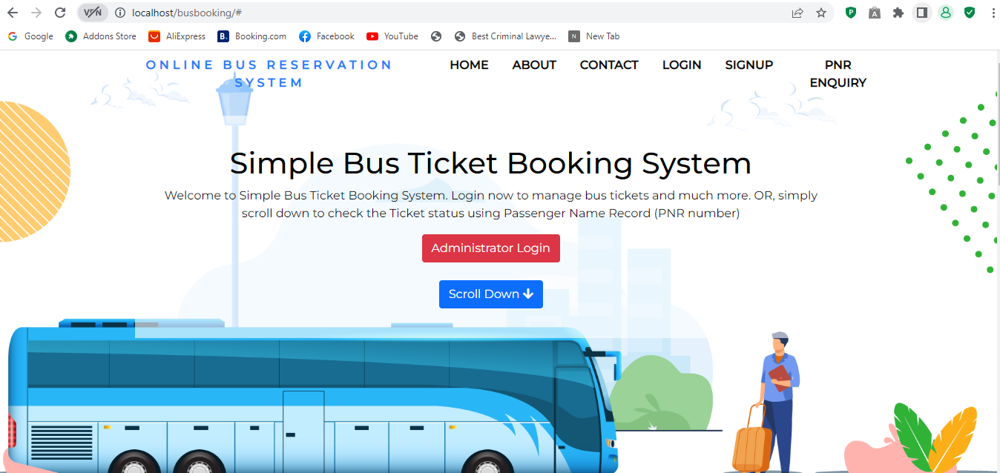 VPN
localhost/busbooking/#
P
A
Google
Addons Store
AliExpress
B.
Booking.com
Facebook
YouTube
Best Criminal Lawye...
N
New Tab
ONLINE BUS RESERVATION
SYSTEM
HOME
ABOUT
CONTACT
LOGIN
SIGNUP
PNR
ENQUIRY
Simple Bus Ticket Booking System
Welcome to Simple Bus Ticket Booking System. Login now to manage bus tickets and much more. OR, simply
scroll down to check the Ticket status using Passenger Name Record (PNR number)
Administrator Login
Scroll Down